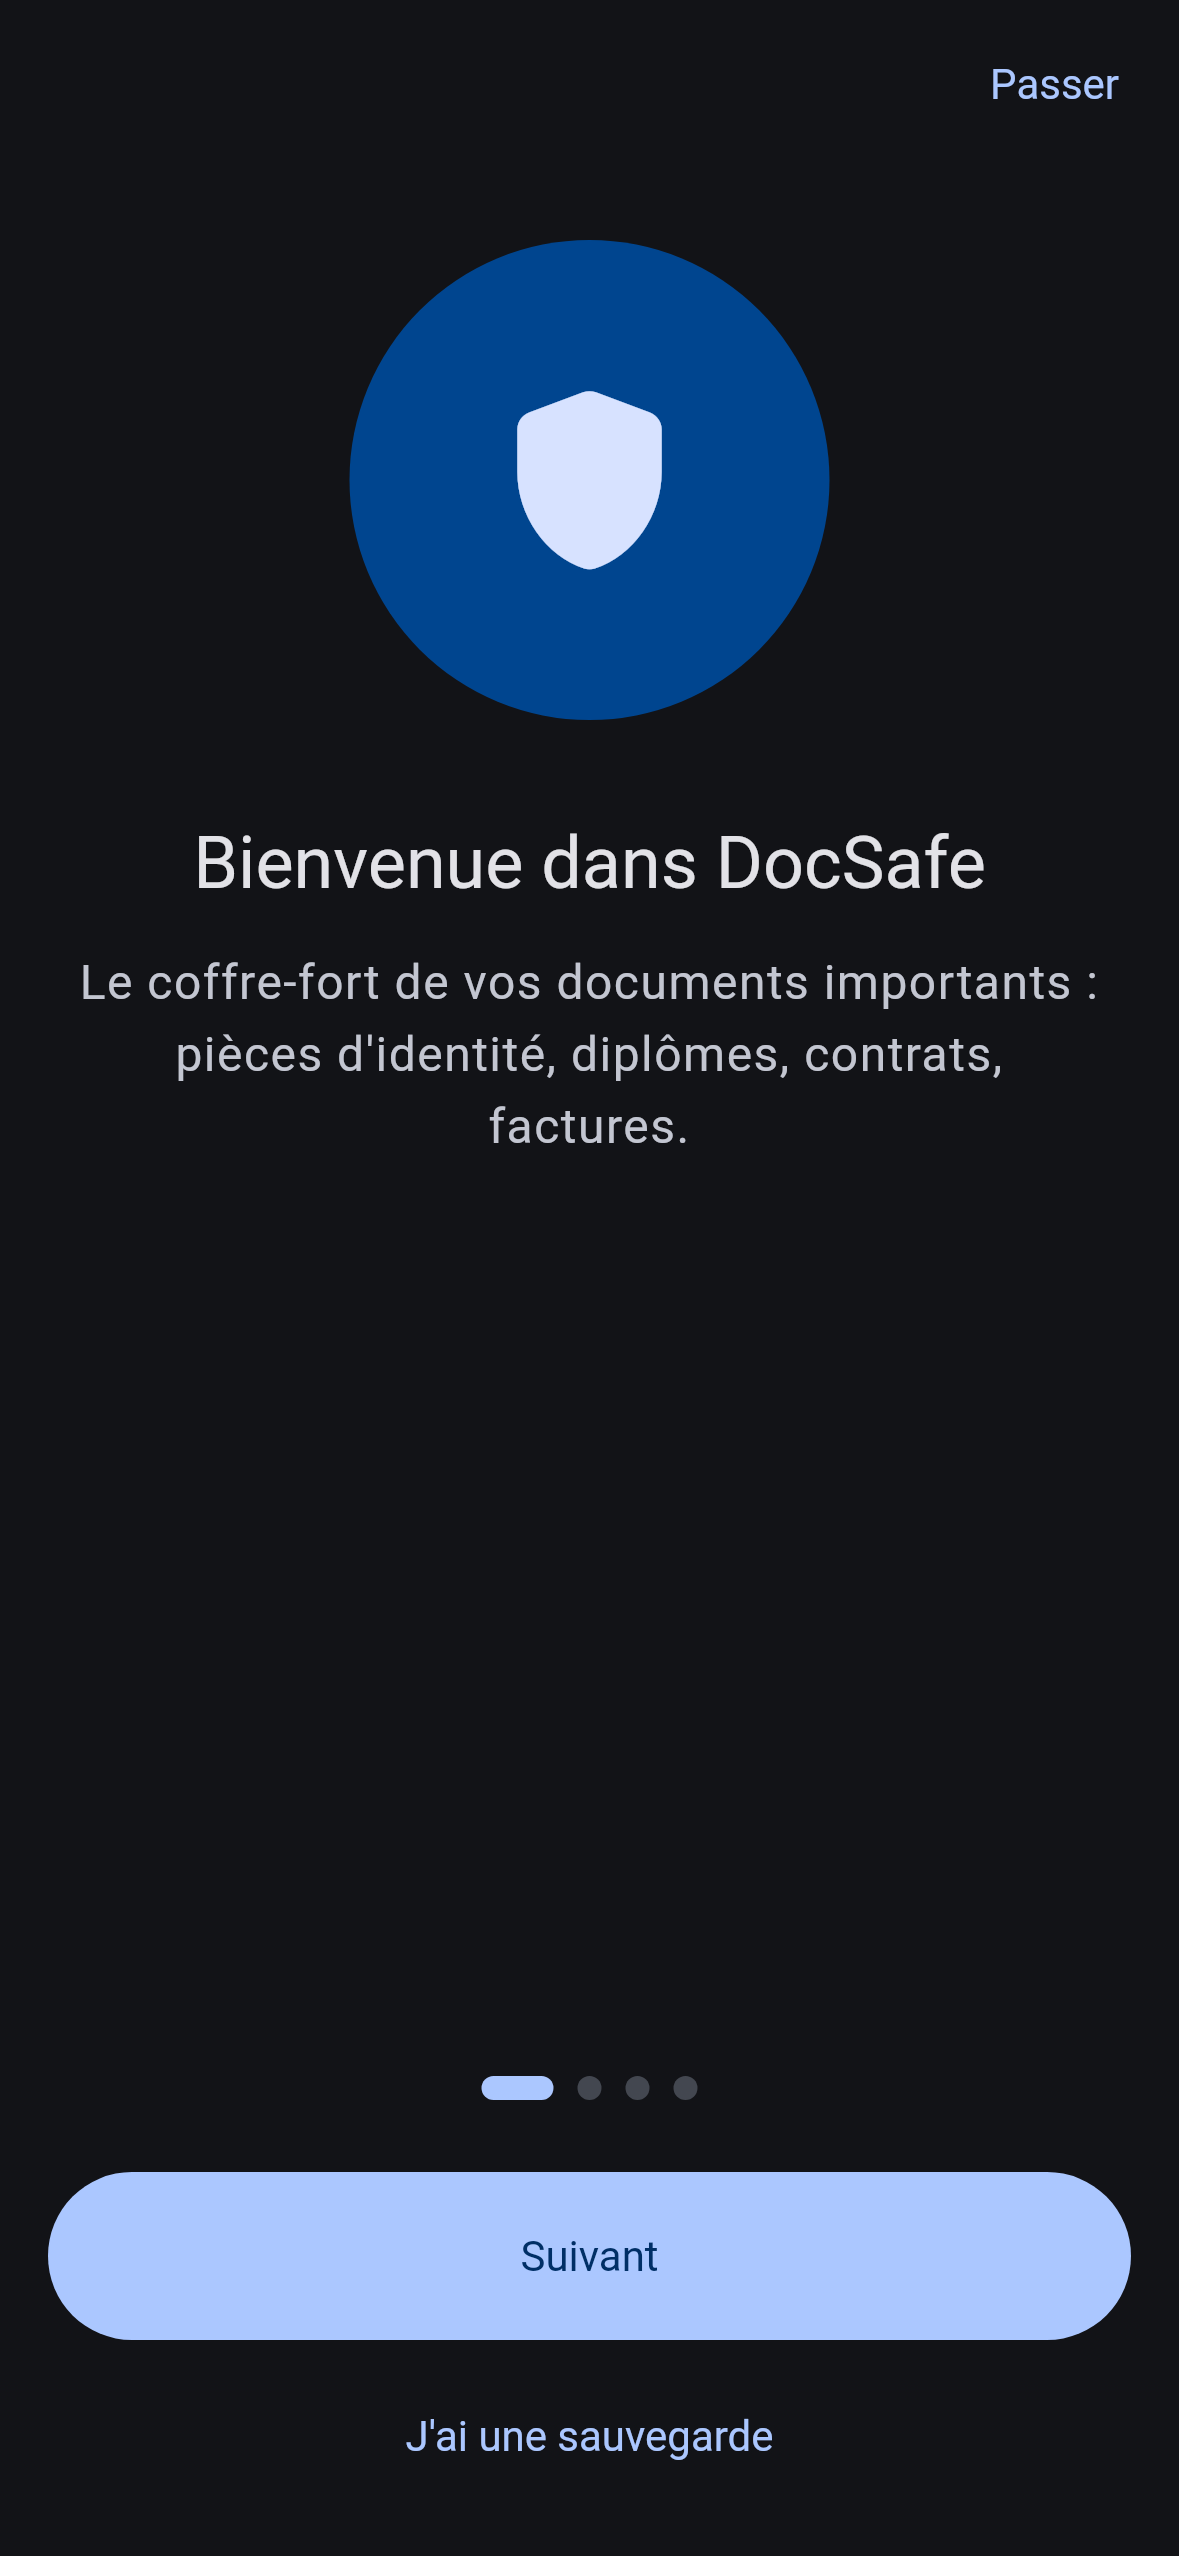 Passer
Bienvenue dans DocSafe
Le coffre-fort de vos documents importants :
pièces d'identité, diplômes, contrats,
factures.
Suivant
J'ai une sauvegarde